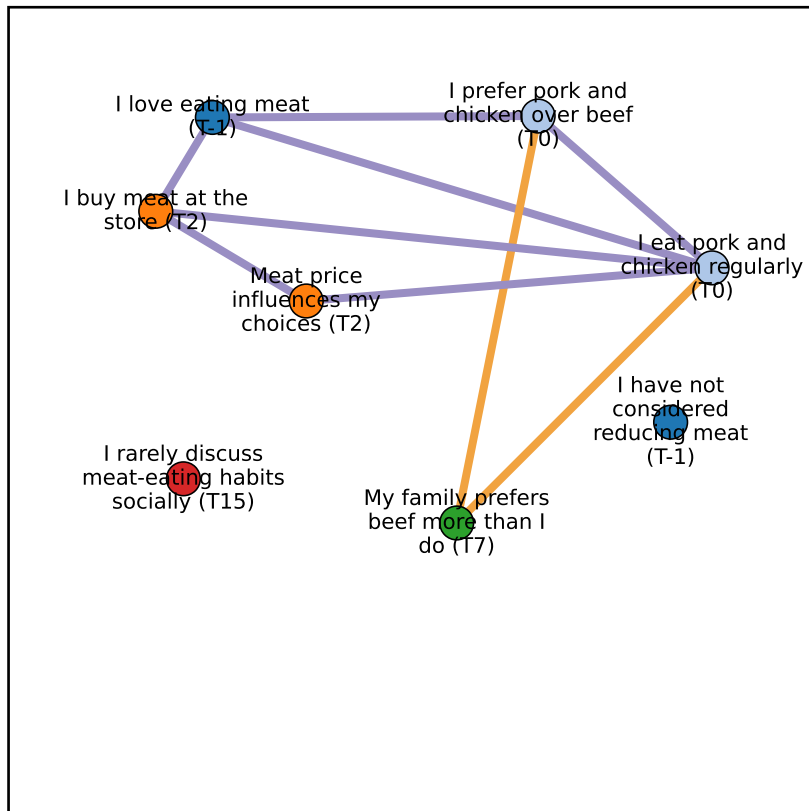 I love eating meat
(T-1)
I prefer pork and
chicken over beef
(T0)
I buy meat at the
store (T2)
I eat pork and
chicken regularly
(T0)
Meat price
influences my
choices (T2)
I have not
considered
reducing meat
(T-1)
I rarely discuss
meat-eating habits
socially (T15)
My family prefers
beef more than I
do (T7)